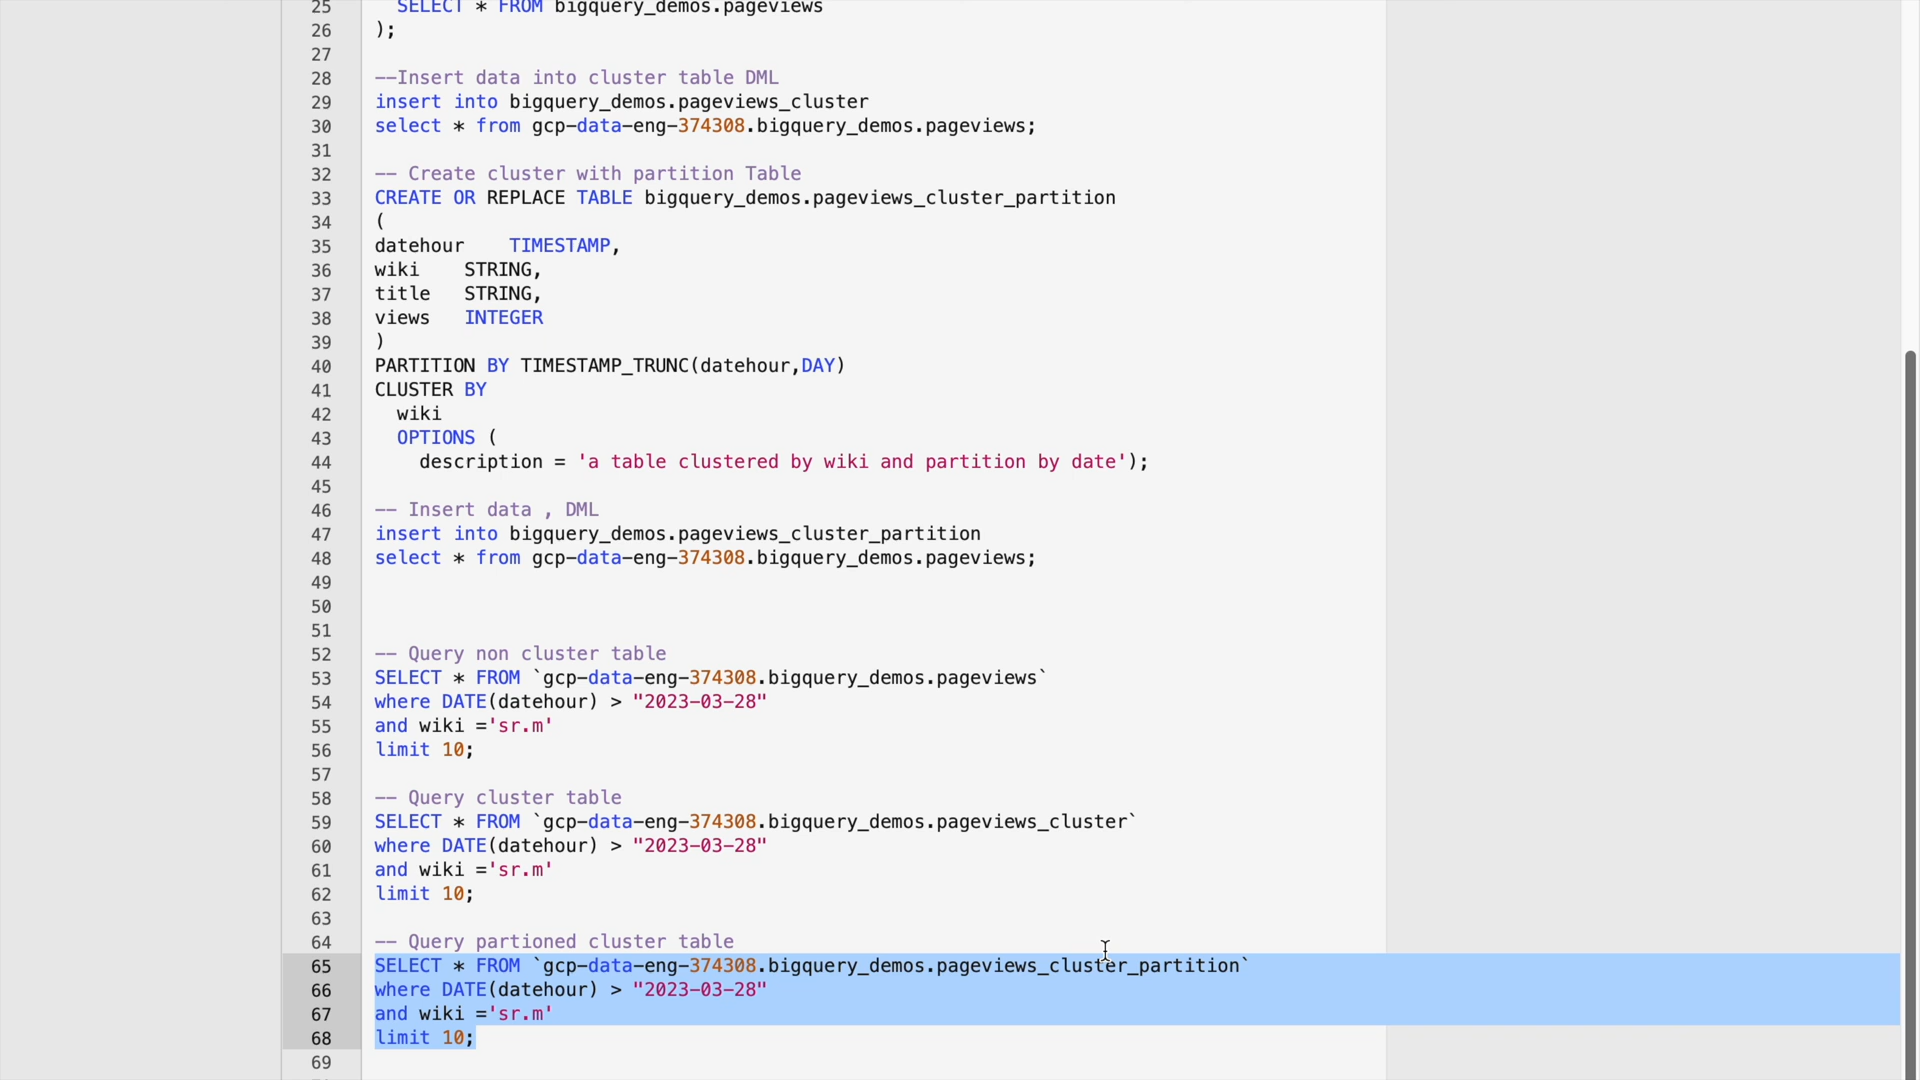 25 SELECT * FROM bigquery_demos.pageviews
26 );
27
28 --Insert data into cluster table DML
29 insert into bigquery_demos.pageviews_cluster
30 select * from gcp-data-eng-374308.bigquery_demos.pageviews;
31
32 -- Create cluster with partition Table
33 CREATE OR REPLACE TABLE bigquery_demos.pageviews_cluster_partition
34 (
35 datehour    TIMESTAMP,
36 wiki    STRING,
37 title   STRING,
38 views   INTEGER
39 )
40 PARTITION BY TIMESTAMP_TRUNC(datehour,DAY)
41 CLUSTER BY
42   wiki
43   OPTIONS (
44     description = 'a table clustered by wiki and partition by date');
45
46 -- Insert data , DML
47 insert into bigquery_demos.pageviews_cluster_partition
48 select * from gcp-data-eng-374308.bigquery_demos.pageviews;
49
50
51
52 -- Query non cluster table
53 SELECT * FROM `gcp-data-eng-374308.bigquery_demos.pageviews`
54 where DATE(datehour) > "2023-03-28"
55 and wiki ='sr.m'
56 limit 10;
57
58 -- Query cluster table
59 SELECT * FROM `gcp-data-eng-374308.bigquery_demos.pageviews_cluster`
60 where DATE(datehour) > "2023-03-28"
61 and wiki ='sr.m'
62 limit 10;
63
64 -- Query partioned cluster table
65 SELECT * FROM `gcp-data-eng-374308.bigquery_demos.pageviews_cluster_partition`
66 where DATE(datehour) > "2023-03-28"
67 and wiki ='sr.m'
68 limit 10;
69